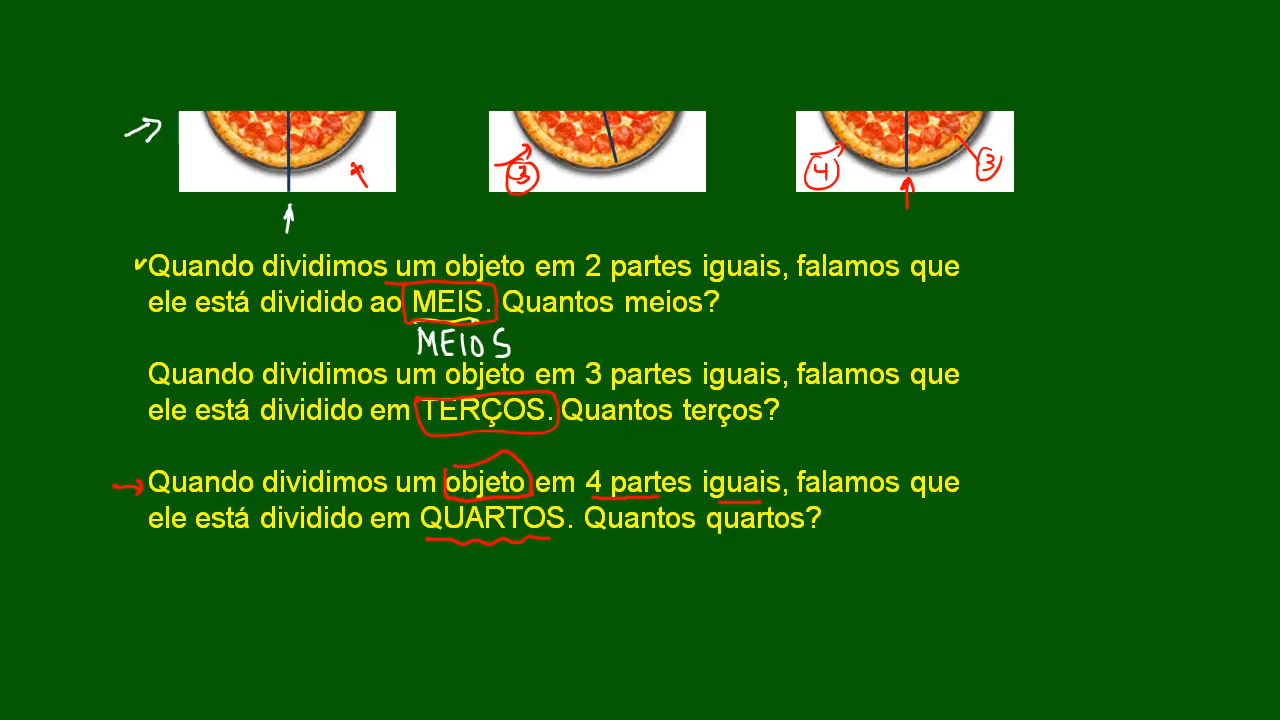 3
4
3
Quando dividimos um objeto em 2 partes iguais, falamos que
ele está dividido ao MEIS. Quantos meios?
MEIOS
Quando dividimos um objeto em 3 partes iguais, falamos que
ele está dividido em TERÇOS. Quantos terços?
Quando dividimos um objeto em 4 partes iguais, falamos que
ele está dividido em QUARTOS. Quantos quartos?